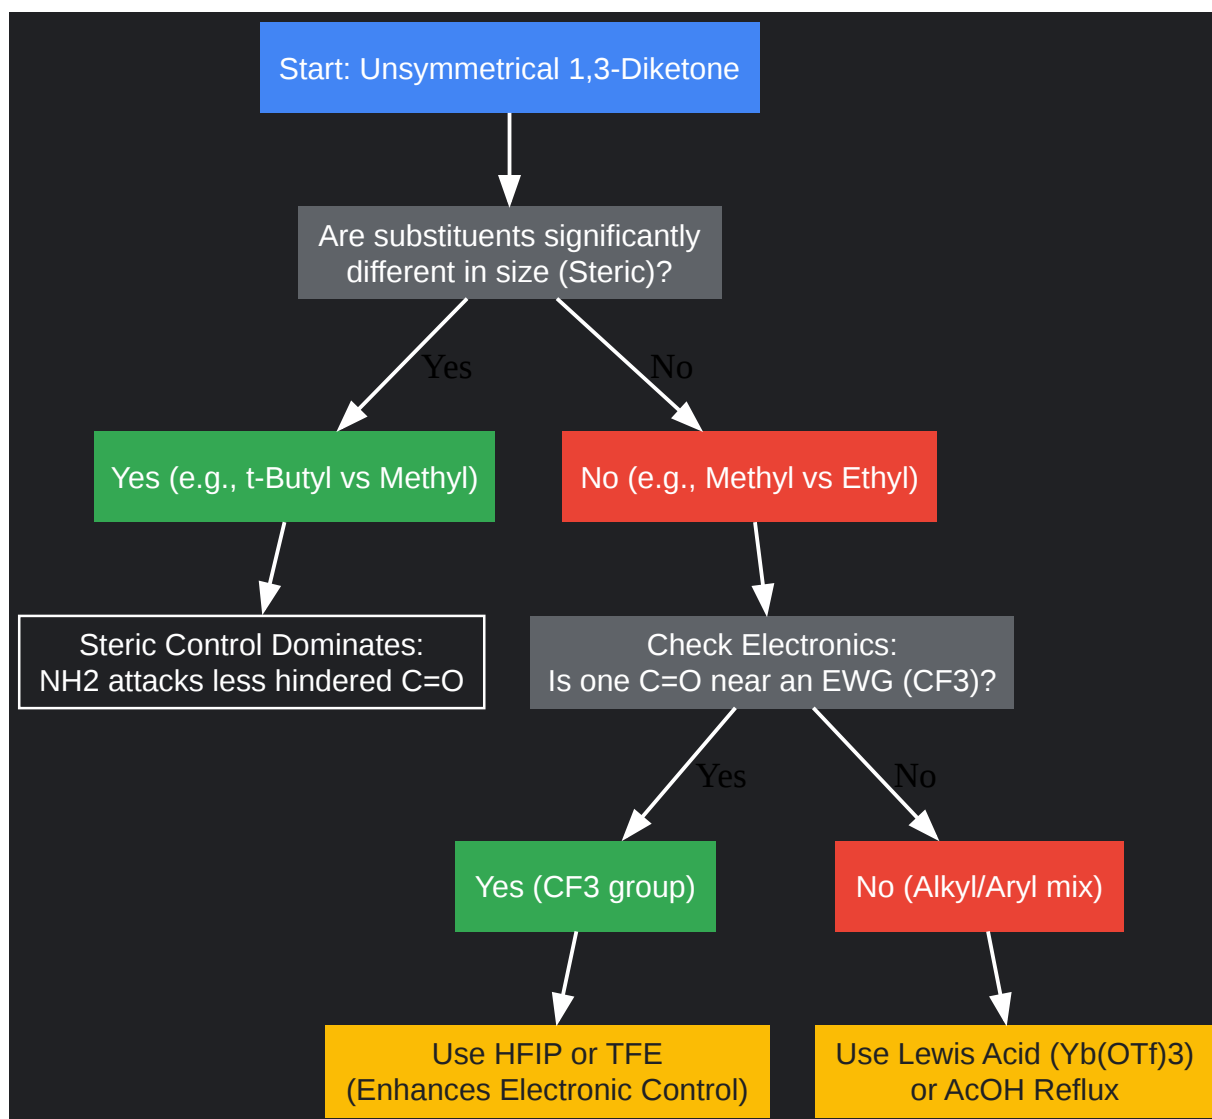 Start: Unsymmetrical 1,3-Diketone
Are substituents significantly
different in size (Steric)?
Yes
No
Yes (e.g., t-Butyl vs Methyl)
No (e.g., Methyl vs Ethyl)
Steric Control Dominates:
NH2 attacks less hindered C=O
Check Electronics:
Is one C=O near an EWG (CF3)?
Yes
No
Yes (CF3 group)
No (Alkyl/Aryl mix)
Use HFIP or TFE
(Enhances Electronic Control)
Use Lewis Acid (Yb(OTf)3)
or AcOH Reflux